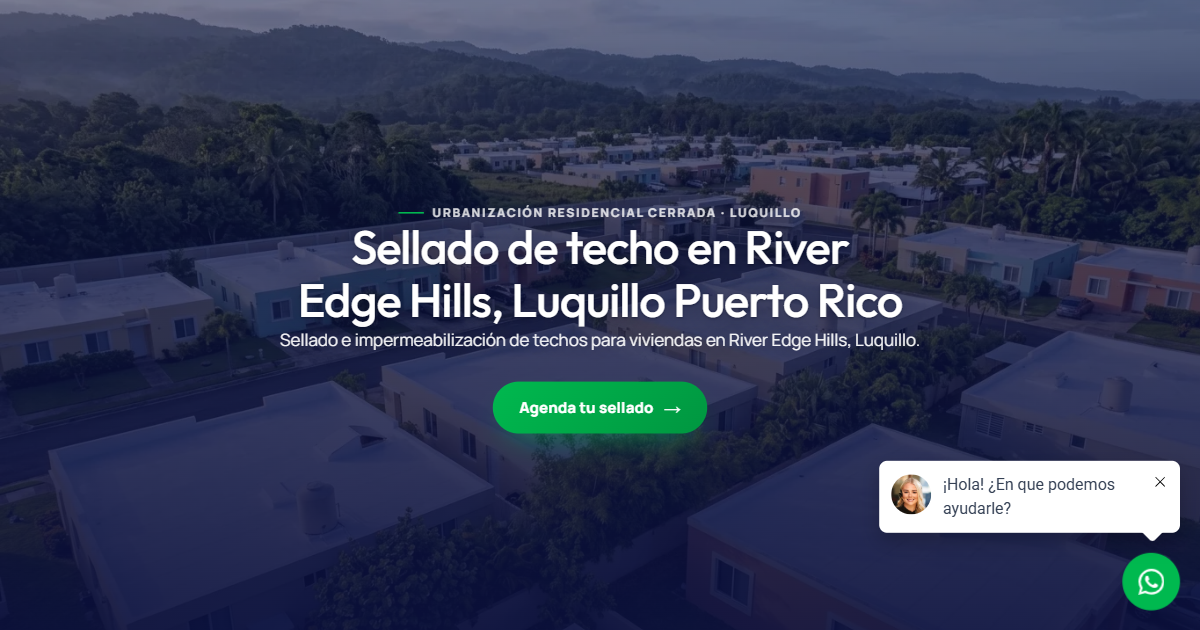 URBANIZACIÓN RESIDENCIAL CERRADA · LUQUILLO
Sellado de techo en River
Edge Hills, Luquillo Puerto Rico
Sellado e impermeabilización de techos para viviendas en River Edge Hills, Luquillo.
Agenda tu sellado →
¡Hola! ¿En que podemos
ayudarle?